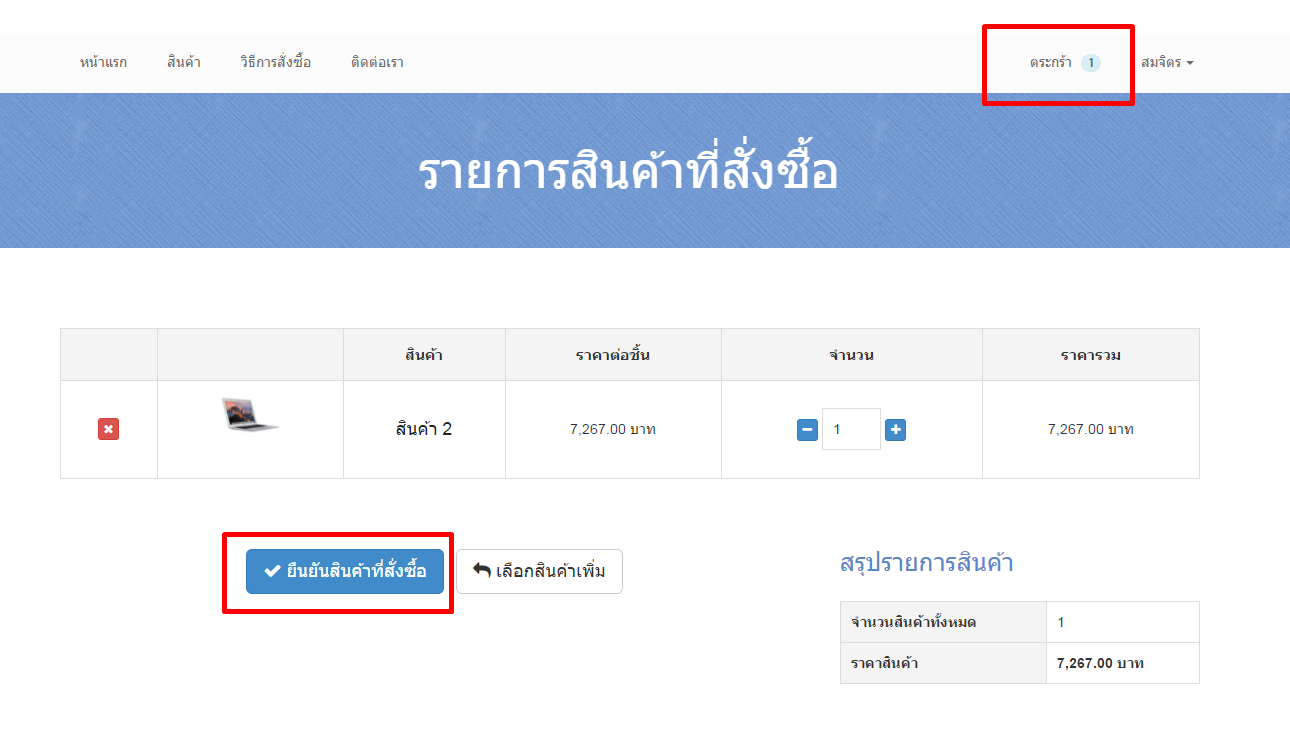 หน้าแรก สินค้า วิธีการสั่งซื้อ ติดต่อเรา ตระกร้า 1 สมจิตร
รายการสินค้าที่สั่งซื้อ
สินค้า ราคาต่อชิ้น จำนวน ราคารวม
สินค้า 2 7,267.00 บาท 1 7,267.00 บาท
ยืนยันสินค้าที่สั่งซื้อ เลือกสินค้าเพิ่ม
สรุปรายการสินค้า
จำนวนสินค้าทั้งหมด 1
ราคาสินค้า 7,267.00 บาท